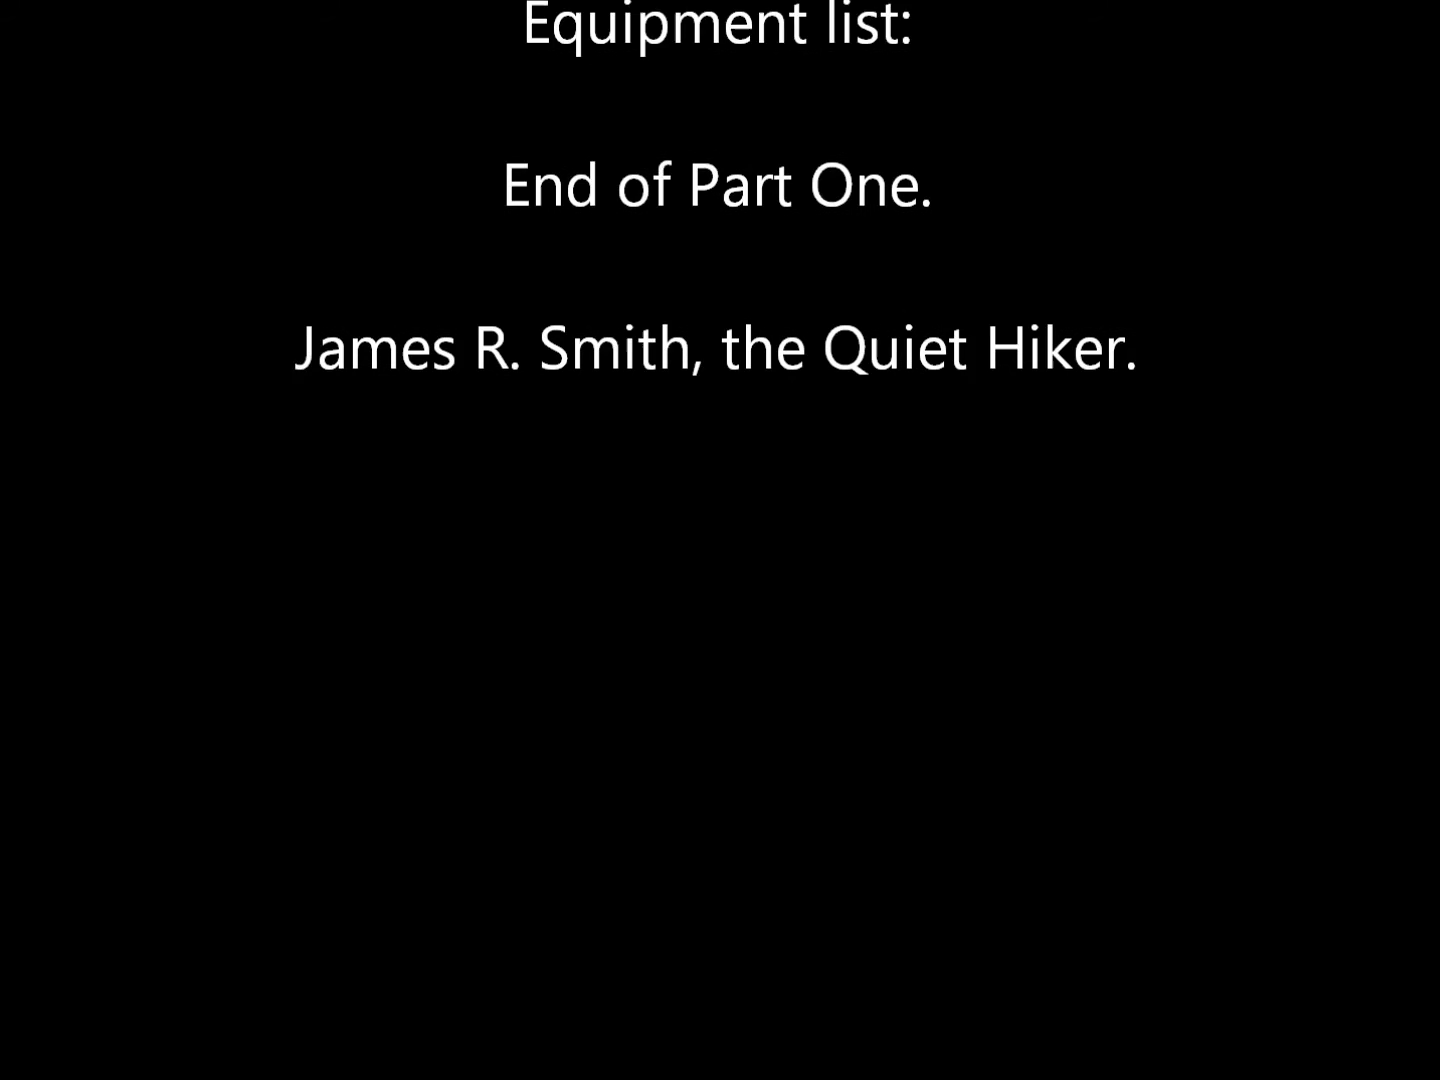 Equipment list:
End of Part One.
James R. Smith, the Quiet Hiker.